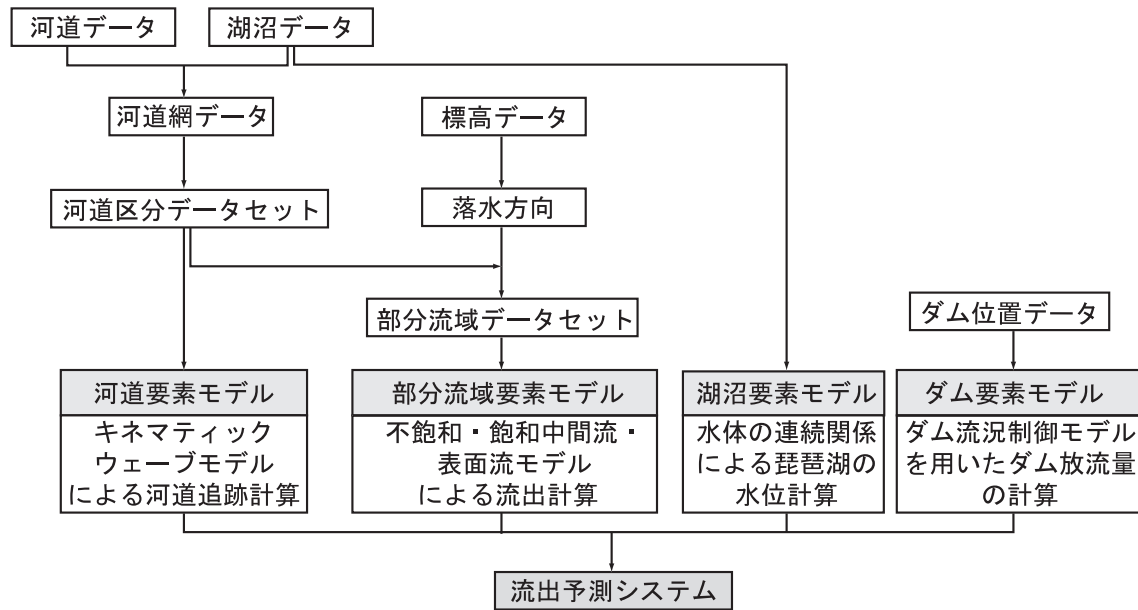 河道データ
湖沼データ
河道網データ
標高データ
河道区分データセット
落水方向
部分流域データセット
ダム位置データ
河道要素モデル
キネマティック
ウェーブモデル
による河道追跡計算
部分流域要素モデル
不飽和・飽和中間流・
表面流モデル
による流出計算
湖沼要素モデル
水体の連続関係
による琵琶湖の
水位計算
ダム要素モデル
ダム流況制御モデル
を用いたダム放流量
の計算
流出予測システム